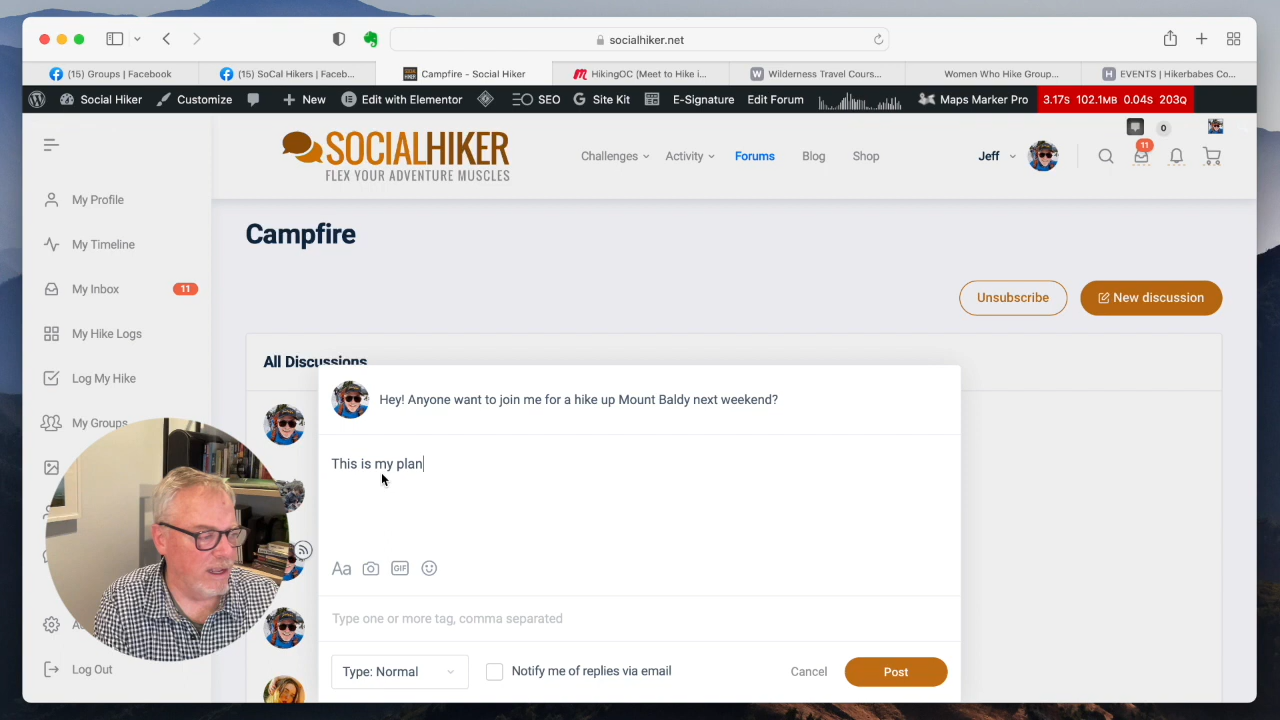 socialhiker.net
(15) Groups | Facebook
(15) SoCal Hikers | Faceb...
Campfire - Social Hiker
HikingOC (Meet to Hike i...
Wilderness Travel Cours...
Women Who Hike Group...
EVENTS | Hikerbabes Co...
Social Hiker
Customize
New
Edit with Elementor
SEO
Site Kit
E-Signature
Edit Forum
Maps Marker Pro
3.17s 102.1MB 0.04s 203Q
SOCIALHIKER
FLEX YOUR ADVENTURE MUSCLES
Challenges
Activity
Forums
Blog
Shop
Jeff
0
11
My Profile
My Timeline
My Inbox 11
My Hike Logs
Log My Hike
My Groups
Log Out
Campfire
Unsubscribe
New discussion
All Discussions
Hey! Anyone want to join me for a hike up Mount Baldy next weekend?
This is my plan
Aa
GIF
Type one or more tag, comma separated
Type: Normal
Notify me of replies via email
Cancel
Post